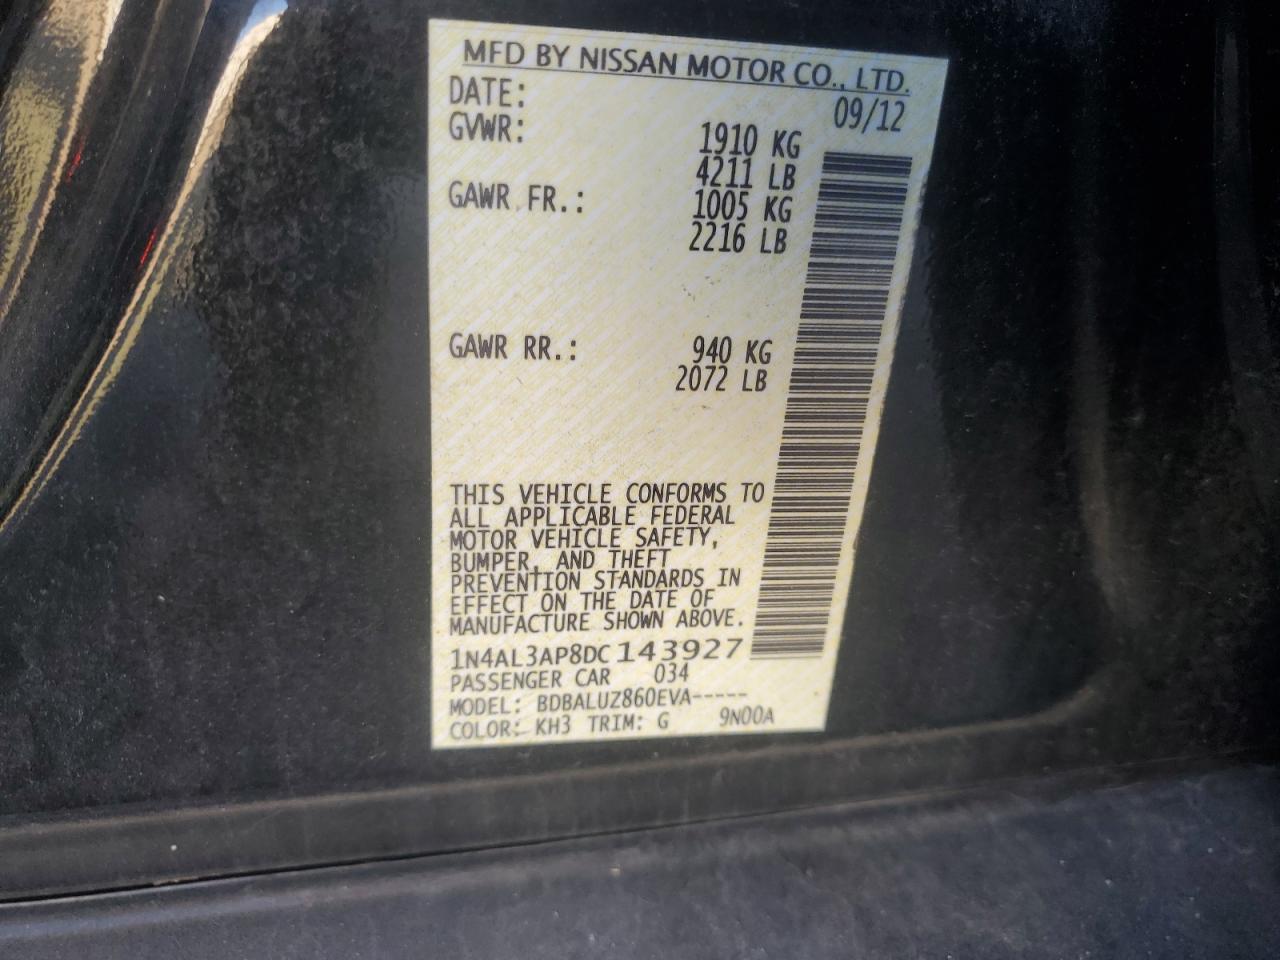 MFD BY NISSAN MOTOR CO., LTD.
DATE: 09/12
GVWR: 1910 KG
4211 LB
GAWR FR.: 1005 KG
2216 LB
GAWR RR.: 940 KG
2072 LB
THIS VEHICLE CONFORMS TO
ALL APPLICABLE FEDERAL
MOTOR VEHICLE SAFETY,
BUMPER, AND THEFT
PREVENTION STANDARDS IN
EFFECT ON THE DATE OF
MANUFACTURE SHOWN ABOVE.
1N4AL3AP8DC143927
PASSENGER CAR 034
MODEL: BDBALUZ860EVA-----
COLOR: KH3 TRIM: G 9N00A